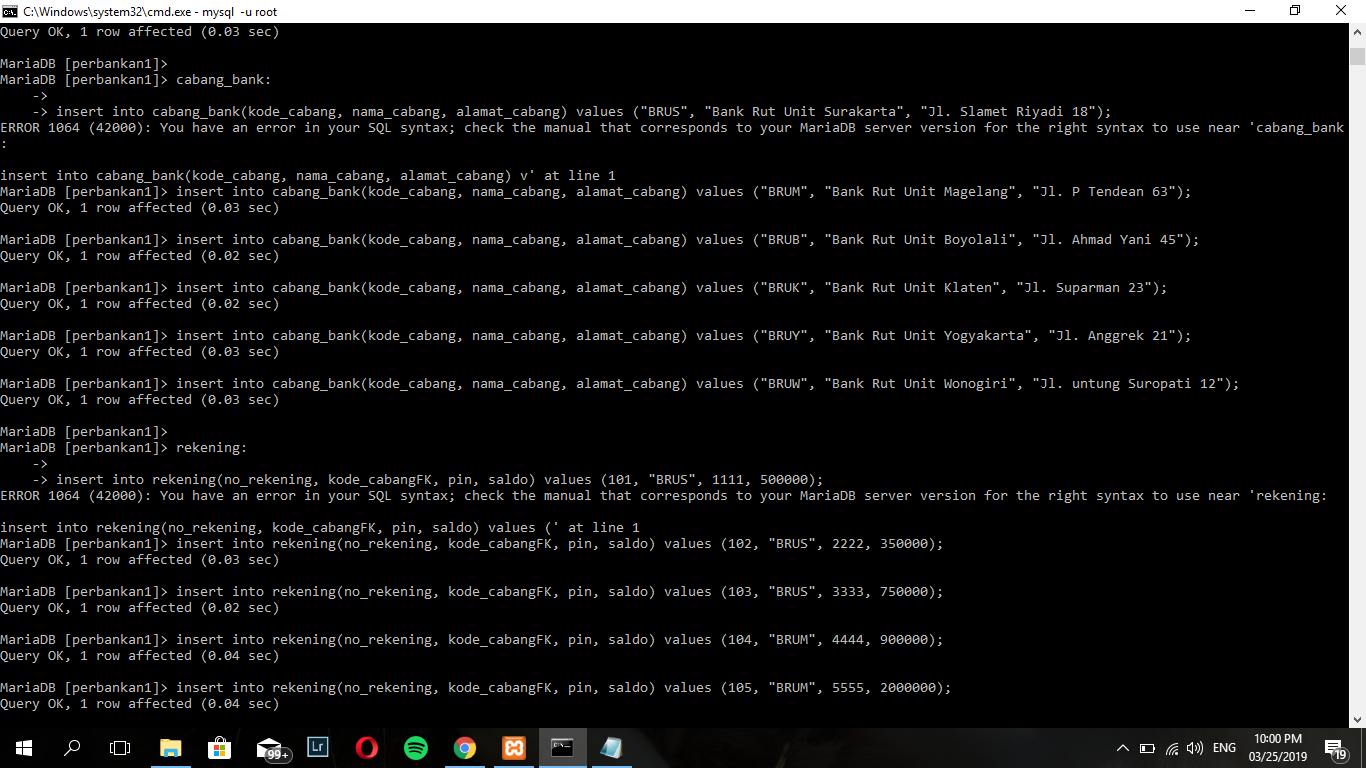 C:\Windows\system32\cmd.exe - mysql -u root
Query OK, 1 row affected (0.03 sec)
MariaDB [perbankan1]>
MariaDB [perbankan1]> cabang_bank:
->
-> insert into cabang_bank(kode_cabang, nama_cabang, alamat_cabang) values ("BRUS", "Bank Rut Unit Surakarta", "Jl. Slamet Riyadi 18");
ERROR 1064 (42000): You have an error in your SQL syntax; check the manual that corresponds to your MariaDB server version for the right syntax to use near 'cabang_bank
:
insert into cabang_bank(kode_cabang, nama_cabang, alamat_cabang) v' at line 1
MariaDB [perbankan1]> insert into cabang_bank(kode_cabang, nama_cabang, alamat_cabang) values ("BRUM", "Bank Rut Unit Magelang", "Jl. P Tendean 63");
Query OK, 1 row affected (0.03 sec)
MariaDB [perbankan1]> insert into cabang_bank(kode_cabang, nama_cabang, alamat_cabang) values ("BRUB", "Bank Rut Unit Boyolali", "Jl. Ahmad Yani 45");
Query OK, 1 row affected (0.02 sec)
MariaDB [perbankan1]> insert into cabang_bank(kode_cabang, nama_cabang, alamat_cabang) values ("BRUK", "Bank Rut Unit Klaten", "Jl. Suparman 23");
Query OK, 1 row affected (0.02 sec)
MariaDB [perbankan1]> insert into cabang_bank(kode_cabang, nama_cabang, alamat_cabang) values ("BRUY", "Bank Rut Unit Yogyakarta", "Jl. Anggrek 21");
Query OK, 1 row affected (0.03 sec)
MariaDB [perbankan1]> insert into cabang_bank(kode_cabang, nama_cabang, alamat_cabang) values ("BRUW", "Bank Rut Unit Wonogiri", "Jl. untung Suropati 12");
Query OK, 1 row affected (0.03 sec)
MariaDB [perbankan1]>
MariaDB [perbankan1]> rekening:
->
-> insert into rekening(no_rekening, kode_cabangFK, pin, saldo) values (101, "BRUS", 1111, 500000);
ERROR 1064 (42000): You have an error in your SQL syntax; check the manual that corresponds to your MariaDB server version for the right syntax to use near 'rekening:
insert into rekening(no_rekening, kode_cabangFK, pin, saldo) values (' at line 1
MariaDB [perbankan1]> insert into rekening(no_rekening, kode_cabangFK, pin, saldo) values (102, "BRUS", 2222, 350000);
Query OK, 1 row affected (0.03 sec)
MariaDB [perbankan1]> insert into rekening(no_rekening, kode_cabangFK, pin, saldo) values (103, "BRUS", 3333, 750000);
Query OK, 1 row affected (0.02 sec)
MariaDB [perbankan1]> insert into rekening(no_rekening, kode_cabangFK, pin, saldo) values (104, "BRUM", 4444, 900000);
Query OK, 1 row affected (0.04 sec)
MariaDB [perbankan1]> insert into rekening(no_rekening, kode_cabangFK, pin, saldo) values (105, "BRUM", 5555, 2000000);
Query OK, 1 row affected (0.04 sec)
99+
Lr
ENG
10:00 PM
03/25/2019
19